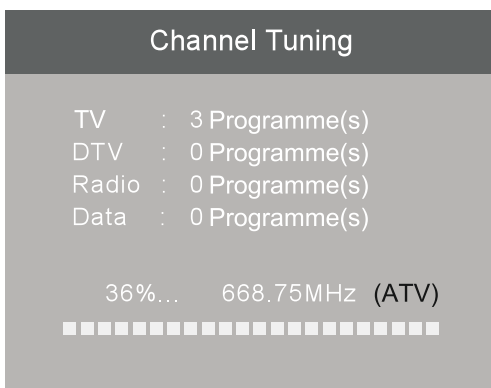 Channel Tuning
TV : 3 Programme(s)
DTV : 0 Programme(s)
Radio : 0 Programme(s)
Data : 0 Programme(s)
36%... 668.75MHz (ATV)